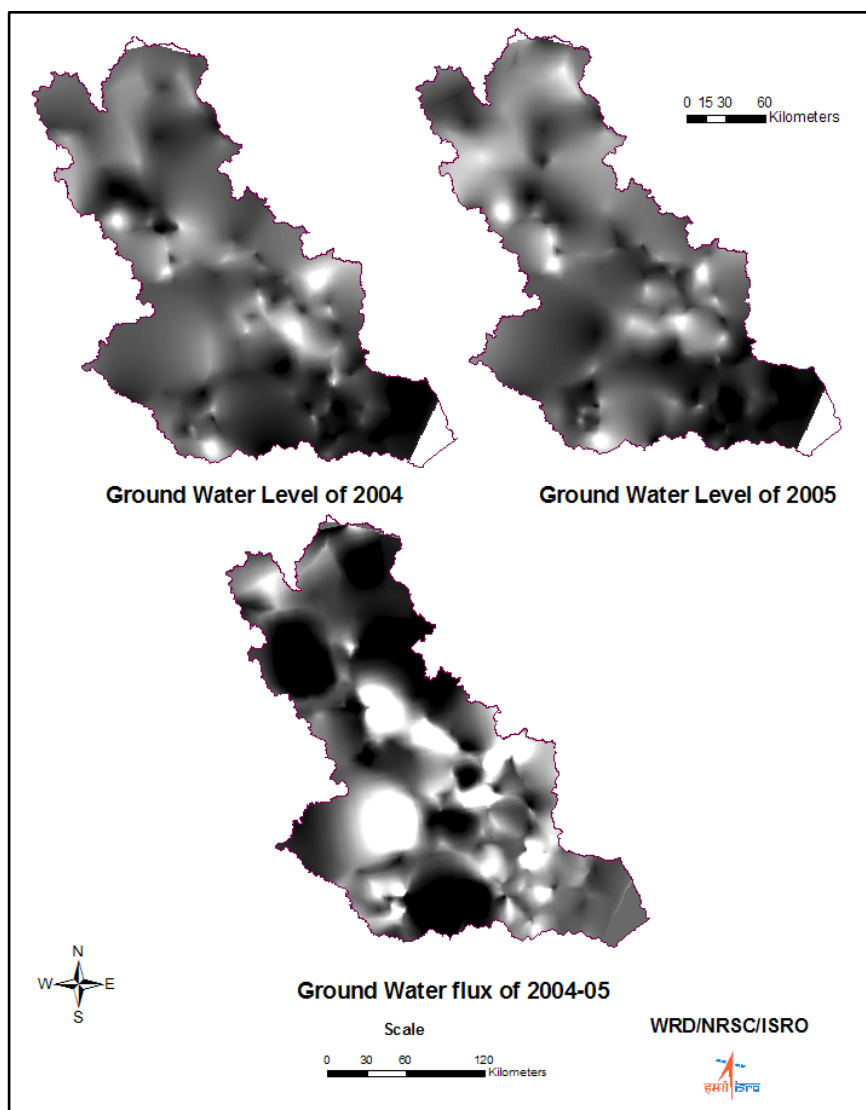 0 15 30 60
Kilometers
Ground Water Level of 2004
Ground Water Level of 2005
N
W E
S
Ground Water flux of 2004-05
Scale
0 30 60 120
Kilometers
WRD/NRSC/ISRO
इसरो isro